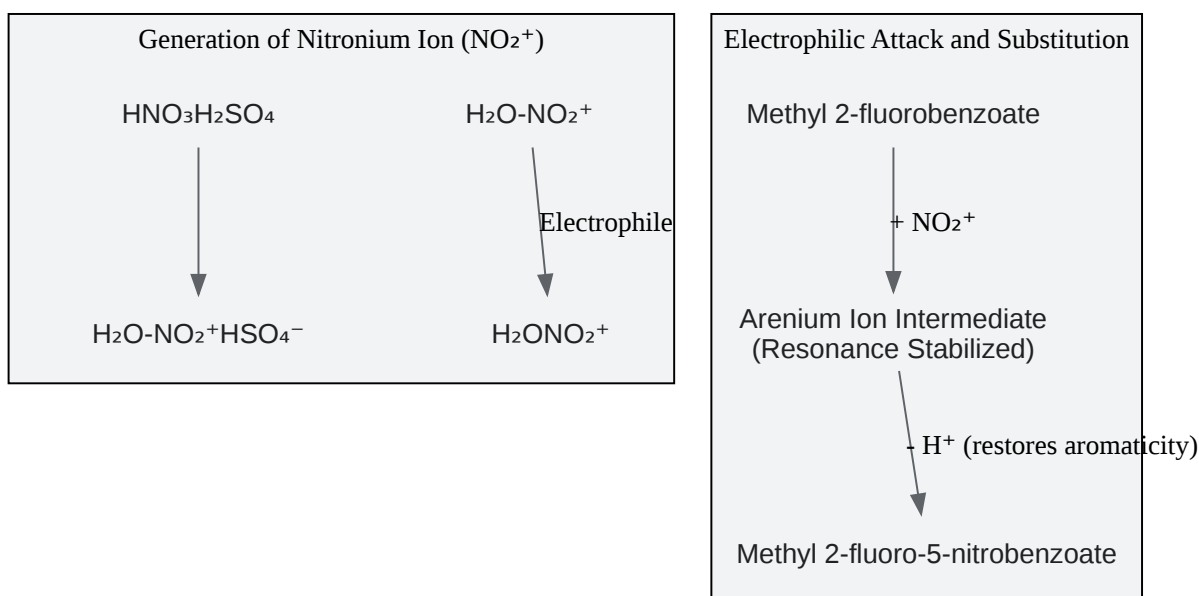 Generation of Nitronium Ion (NO₂⁺)
HNO₃H₂SO₄
H₂O-NO₂⁺
Electrophile
H₂O-NO₂⁺HSO₄⁻
H₂ONO₂⁺
Electrophilic Attack and Substitution
Methyl 2-fluorobenzoate
+ NO₂⁺
Arenium Ion Intermediate
(Resonance Stabilized)
- H⁺ (restores aromaticity)
Methyl 2-fluoro-5-nitrobenzoate